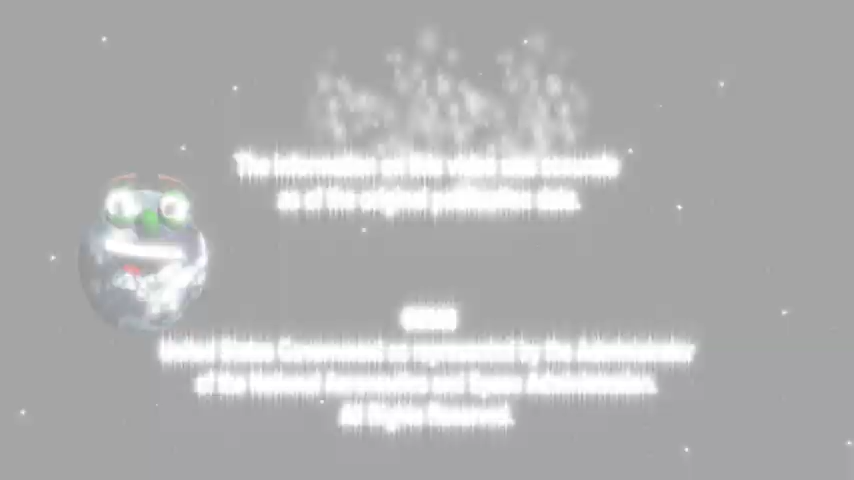 The information in this video was accurate
as of the original publication date.
United States Government as represented by the Administrator
of the National Aeronautics and Space Administration.
All Rights Reserved.